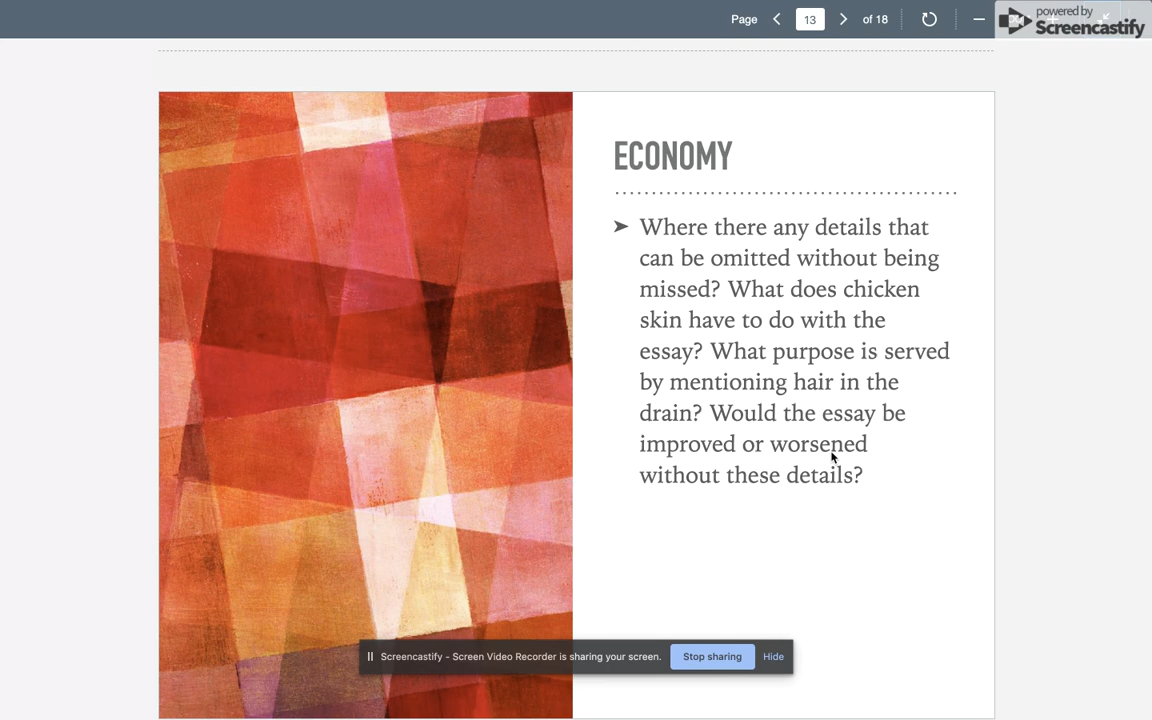 Page
13
of 18
powered by
Screencastify
ECONOMY
➤ Where there any details that
can be omitted without being
missed? What does chicken
skin have to do with the
essay? What purpose is served
by mentioning hair in the
drain? Would the essay be
improved or worsened
without these details?
Screencastify - Screen Video Recorder is sharing your screen.
Stop sharing
Hide